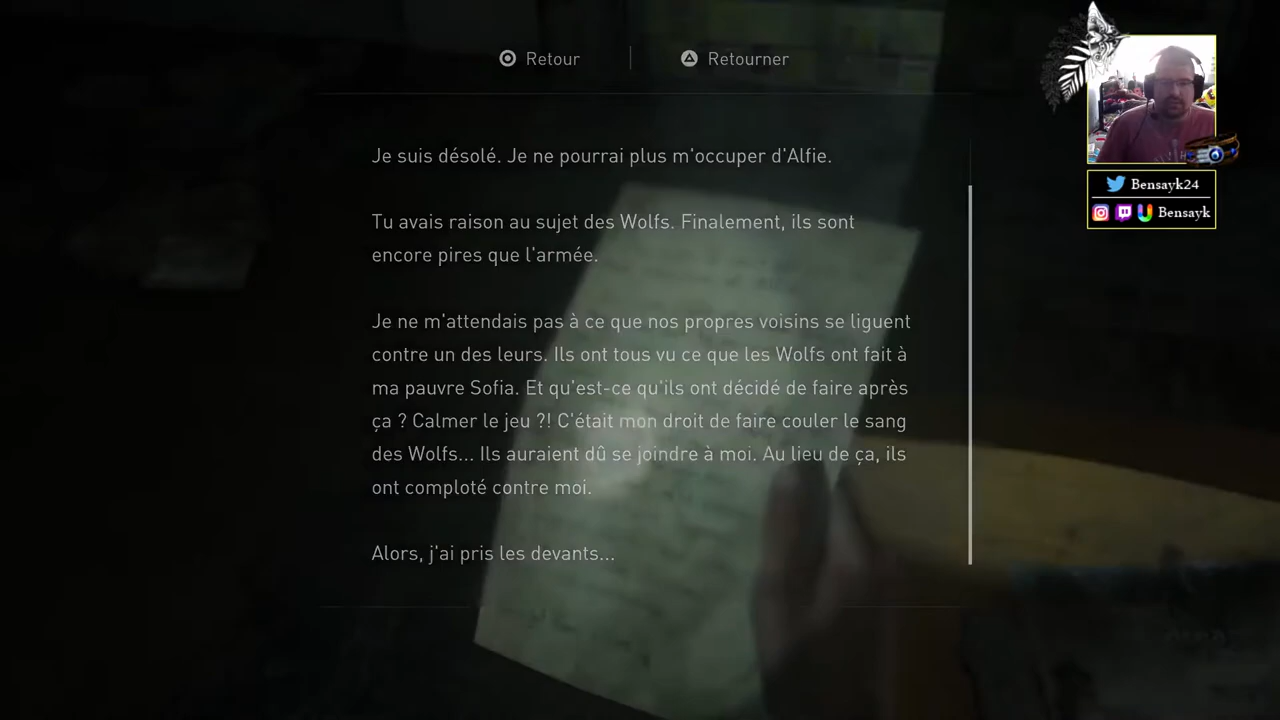 Retour
Retourner
Je suis désolé. Je ne pourrai plus m'occuper d'Alfie.
Tu avais raison au sujet des Wolfs. Finalement, ils sont
encore pires que l'armée.
Je ne m'attendais pas à ce que nos propres voisins se liguent
contre un des leurs. Ils ont tous vu ce que les Wolfs ont fait à
ma pauvre Sofia. Et qu'est-ce qu'ils ont décidé de faire après
ça ? Calmer le jeu ?! C'était mon droit de faire couler le sang
des Wolfs... Ils auraient dû se joindre à moi. Au lieu de ça, ils
ont comploté contre moi.
Alors, j'ai pris les devants...
Bensayk24
Bensayk